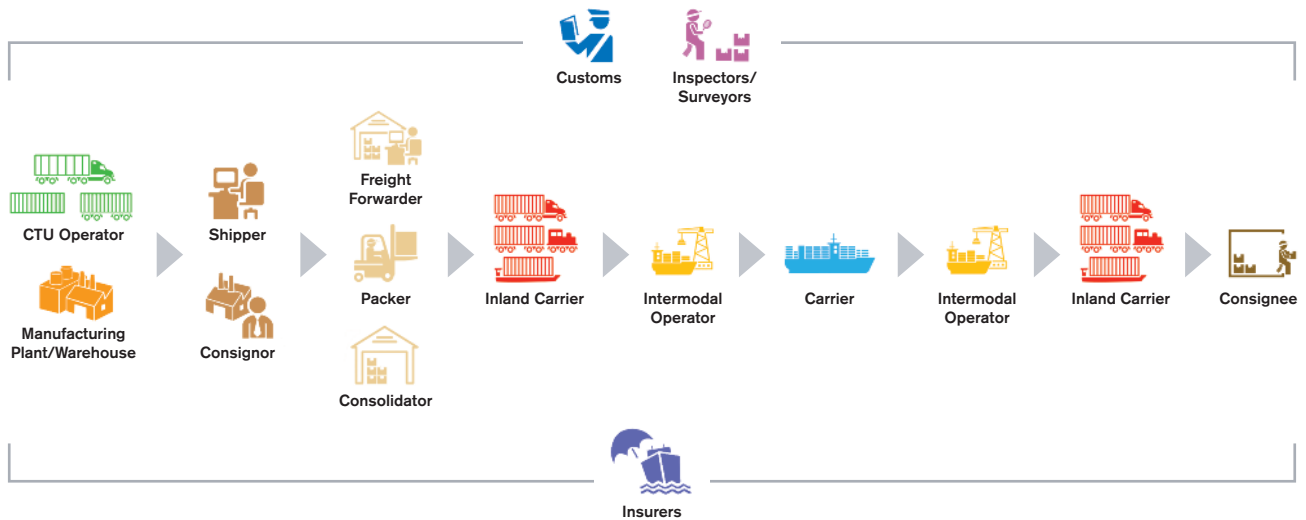 Customs
Inspectors/
Surveyors
CTU Operator
Manufacturing
Plant/Warehouse
Shipper
Consignor
Freight
Forwarder
Packer
Consolidator
Inland Carrier
Intermodal
Operator
Carrier
Intermodal
Operator
Inland Carrier
Consignee
Insurers